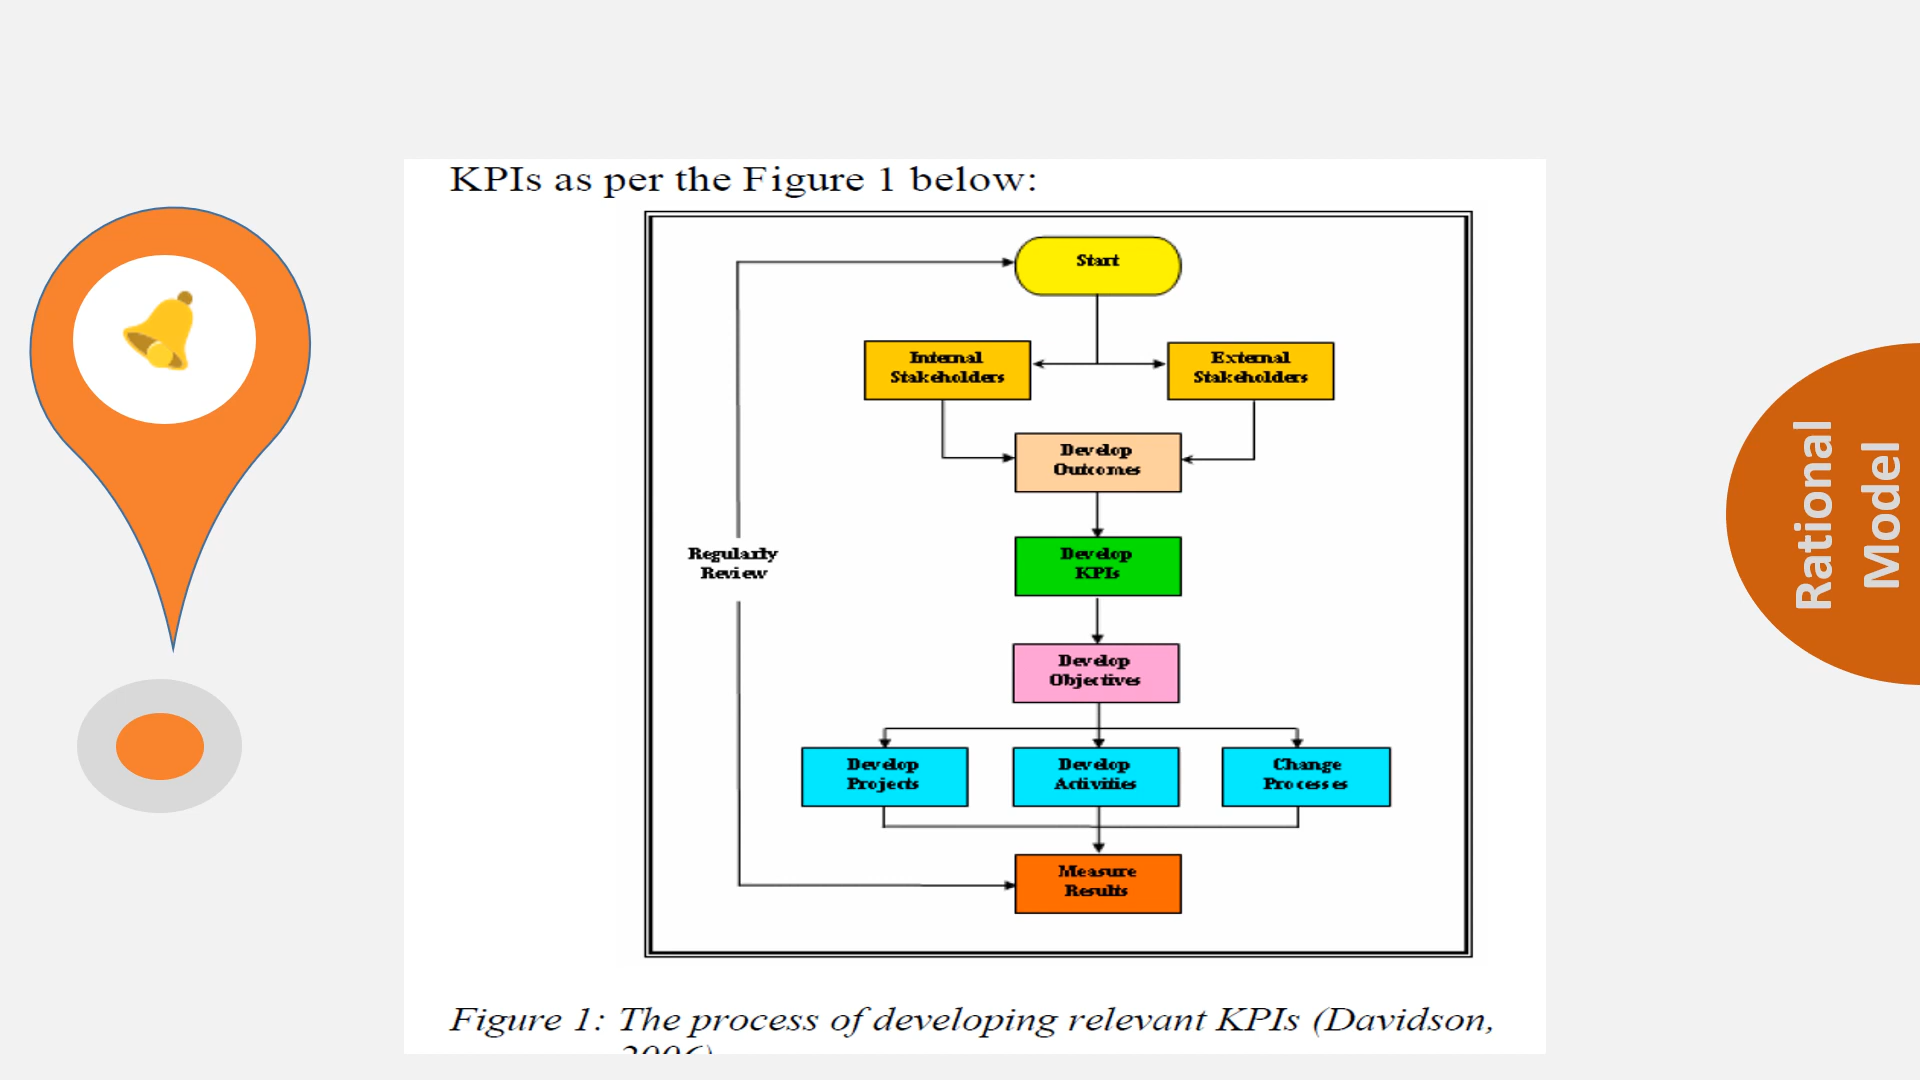 KPIs as per the Figure 1 below:
Start
Internal
Stakeholders
External
Stakeholders
Develop
Outcomes
Regularly
Review
Develop
KPIs
Develop
Objectives
Develop
Projects
Develop
Activities
Change
Processes
Measure
Results
Figure 1: The process of developing relevant KPIs (Davidson,
2006)
Rational
Model